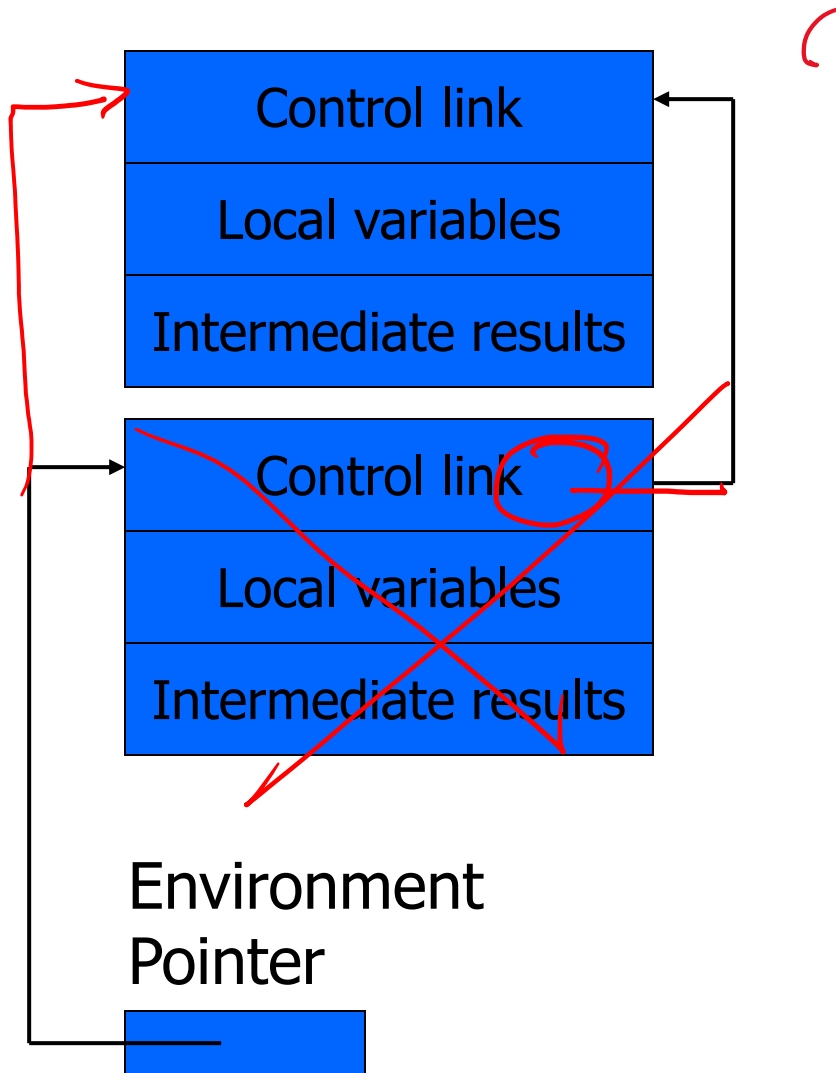 Control link
Local variables
Intermediate results
Control link
Local variables
Intermediate results
Environment
Pointer